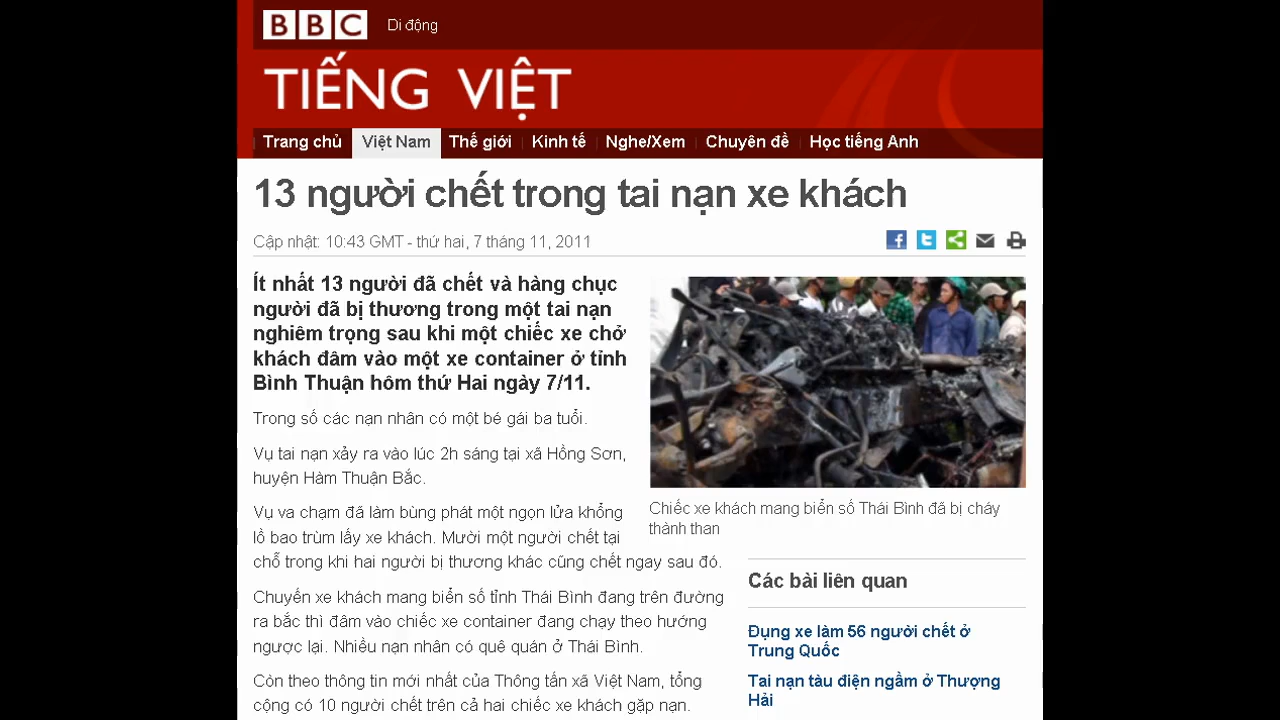 BBC Di động
TIẾNG VIỆT
Trang chủ Việt Nam Thế giới Kinh tế Nghe/Xem Chuyên đề Học tiếng Anh
13 người chết trong tai nạn xe khách
Cập nhật: 10:43 GMT - thứ hai, 7 tháng 11, 2011
Ít nhất 13 người đã chết và hàng chục
người đã bị thương trong một tai nạn
nghiêm trọng sau khi một chiếc xe chở
khách đâm vào một xe container ở tỉnh
Bình Thuận hôm thứ Hai ngày 7/11.
Trong số các nạn nhân có một bé gái ba tuổi.
Vụ tai nạn xảy ra vào lúc 2h sáng tại xã Hồng Sơn,
huyện Hàm Thuận Bắc.
Vụ va chạm đã làm bùng phát một ngọn lửa khổng
lồ bao trùm lấy xe khách. Mười một người chết tại
chỗ trong khi hai người bị thương khác cũng chết ngay sau đó.
Chuyến xe khách mang biển số tỉnh Thái Bình đang trên đường
ra bắc thì đâm vào chiếc xe container đang chạy theo hướng
ngược lại. Nhiều nạn nhân có quê quán ở Thái Bình.
Còn theo thông tin mới nhất của Thông tấn xã Việt Nam, tổng
cộng có 10 người chết trên cả hai chiếc xe khách gặp nạn.
Chiếc xe khách mang biển số Thái Bình đã bị cháy
thành than
Các bài liên quan
Đụng xe làm 56 người chết ở
Trung Quốc
Tai nạn tàu điện ngầm ở Thượng
Hải